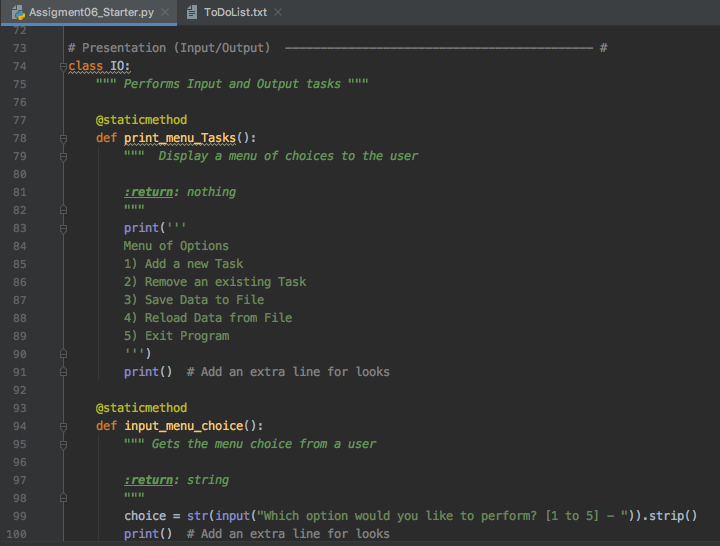 Assigment06_Starter.py ToDoList.txt
72
73 # Presentation (Input/Output) -------------------------------------------- #
74 class IO:
75 """ Performs Input and Output tasks """
76
77 @staticmethod
78 def print_menu_Tasks():
79 """  Display a menu of choices to the user
80
81 :return: nothing
82 """
83 print('''
84 Menu of Options
85 1) Add a new Task
86 2) Remove an existing Task
87 3) Save Data to File
88 4) Reload Data from File
89 5) Exit Program
90 ''')
91 print()  # Add an extra line for looks
92
93 @staticmethod
94 def input_menu_choice():
95 """ Gets the menu choice from a user
96
97 :return: string
98 """
99 choice = str(input("Which option would you like to perform? [1 to 5] - ")).strip()
100 print()  # Add an extra line for looks